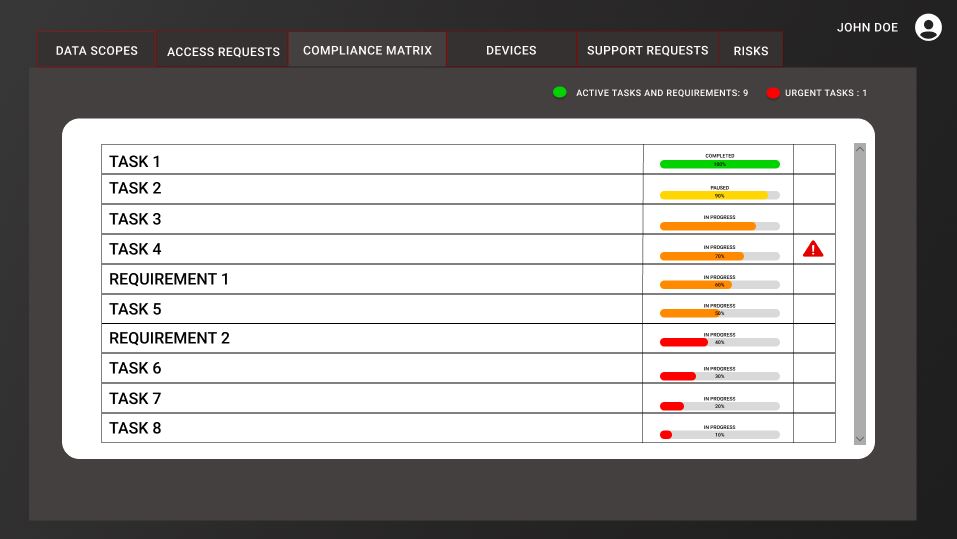 JOHN DOE
DATA SCOPES
ACCESS REQUESTS
COMPLIANCE MATRIX
DEVICES
SUPPORT REQUESTS
RISKS
ACTIVE TASKS AND REQUIREMENTS: 9
URGENT TASKS : 1
TASK 1
COMPLETED
100%
TASK 2
PAUSED
90%
TASK 3
IN PROGRESS
TASK 4
IN PROGRESS
70%
REQUIREMENT 1
IN PROGRESS
60%
TASK 5
IN PROGRESS
50%
REQUIREMENT 2
IN PROGRESS
40%
TASK 6
IN PROGRESS
30%
TASK 7
IN PROGRESS
20%
TASK 8
IN PROGRESS
10%